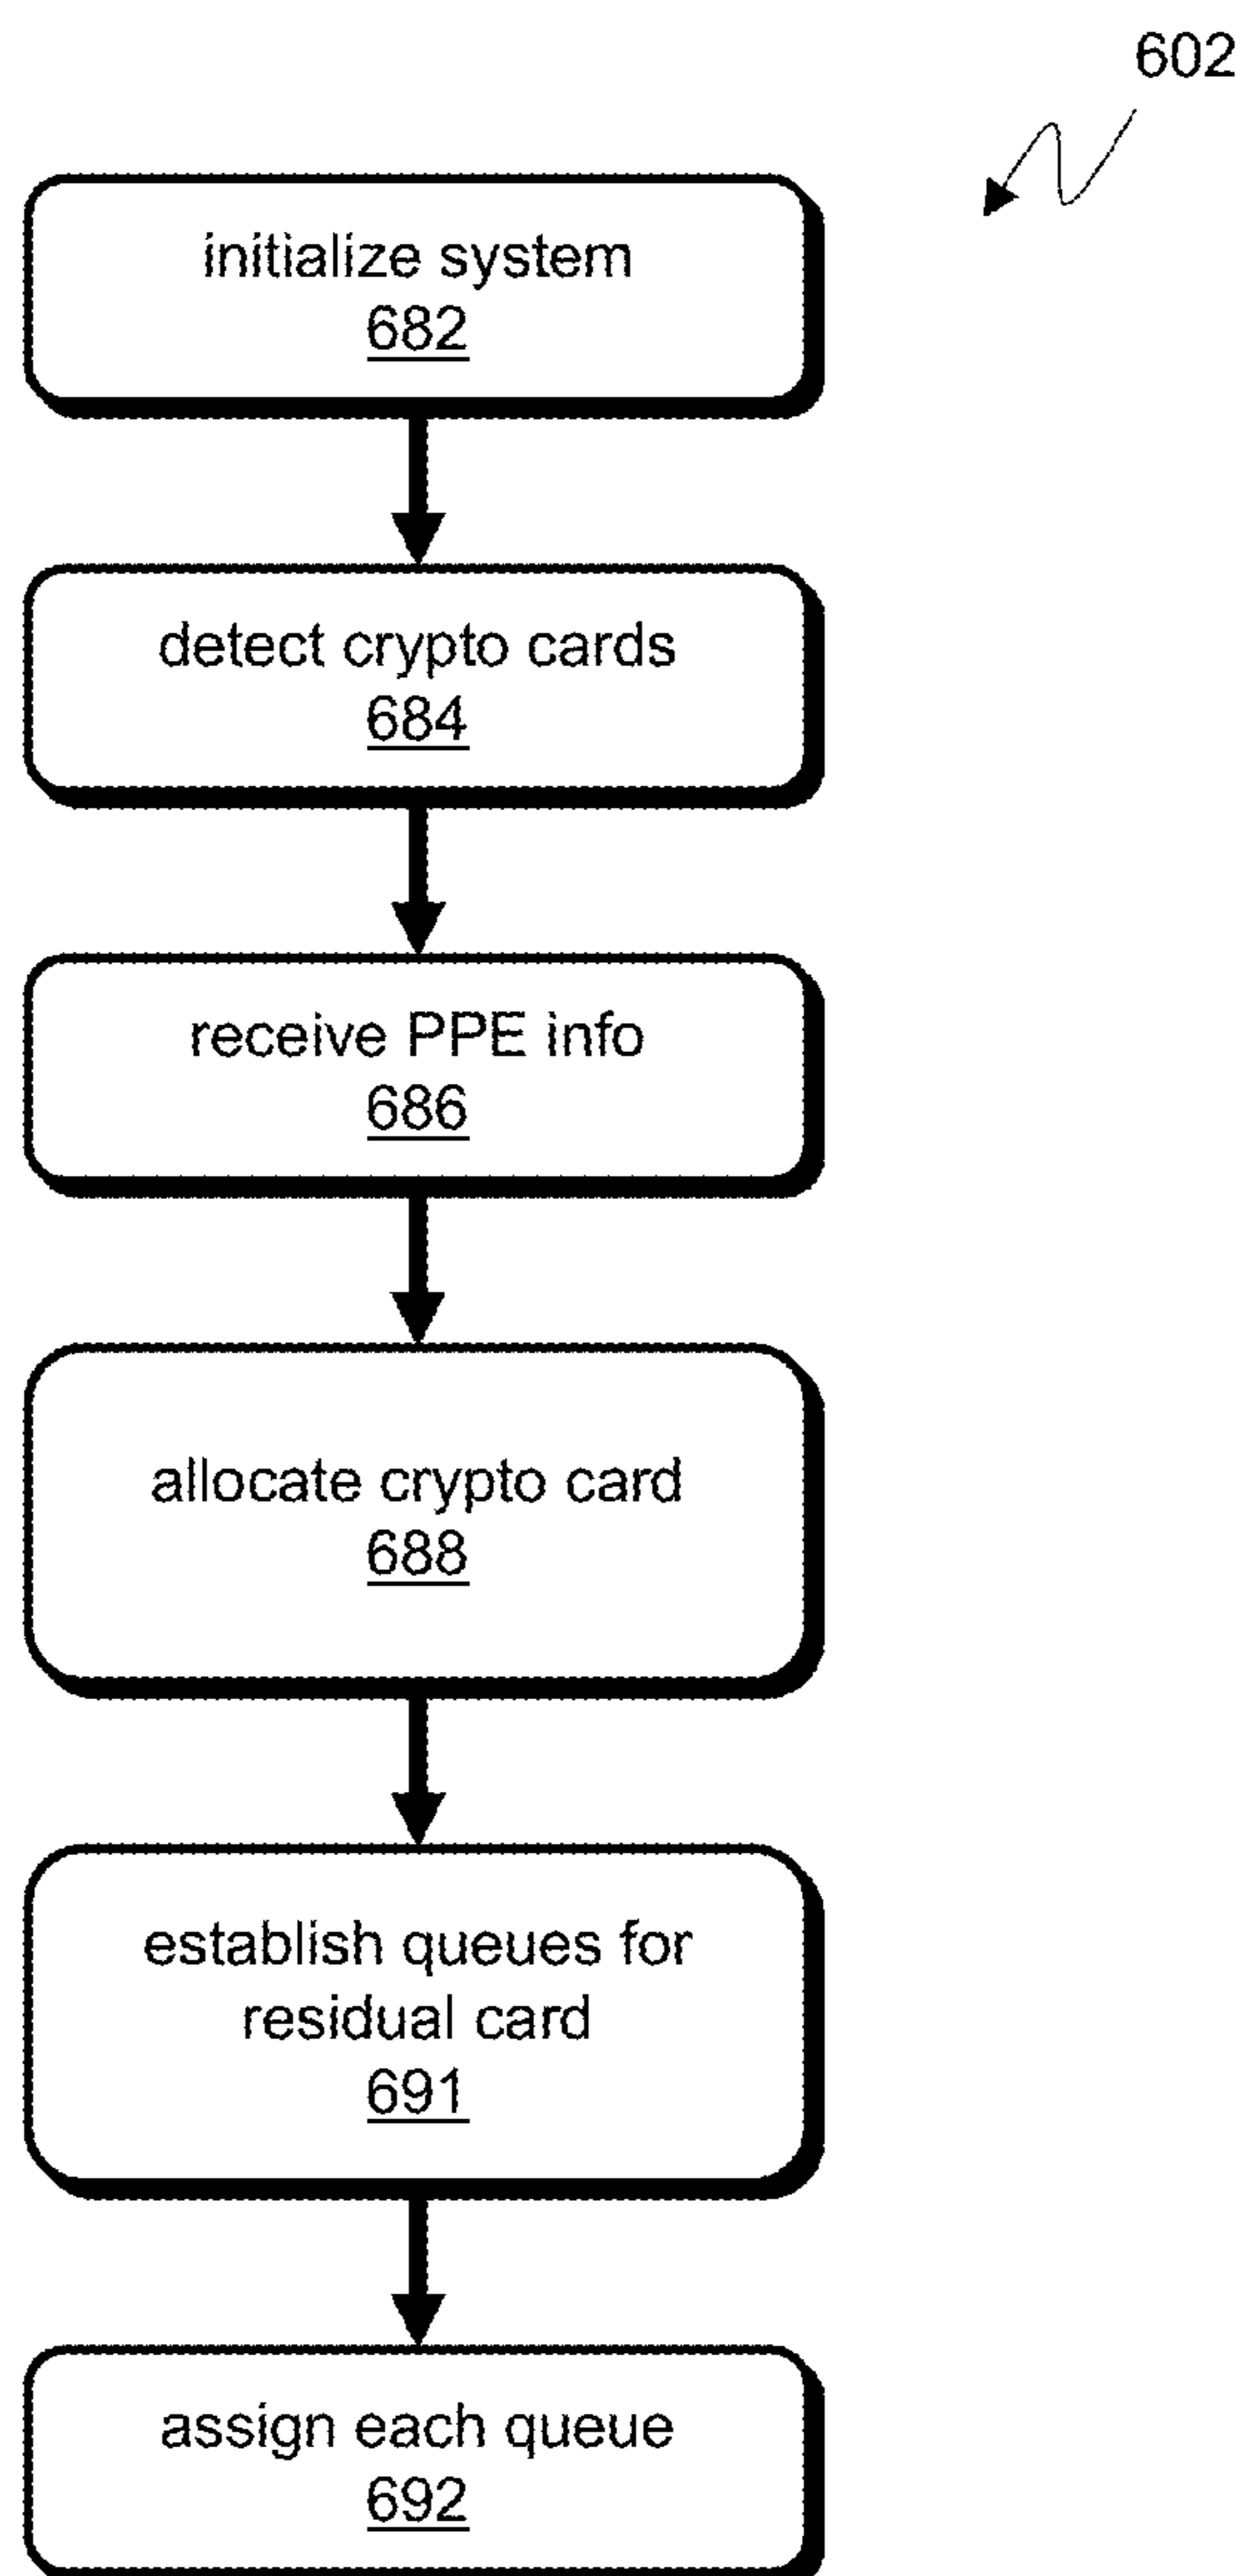 602
initialize system
682
detect crypto cards
684
receive PPE info
686
allocate crypto card
688
establish queues for
residual card
691
assign each queue
692